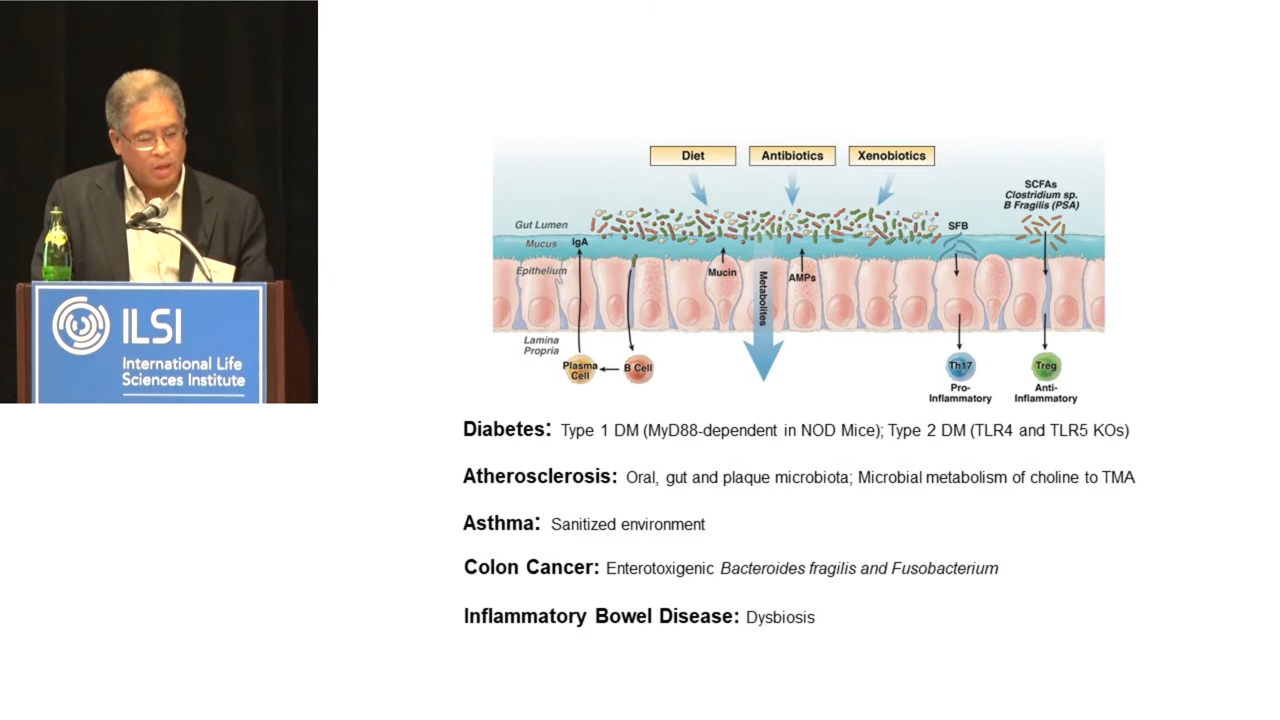 ILSI
International Life
Sciences Institute
Diet
Antibiotics
Xenobiotics
SCFAs
Clostridium sp.
B Fragilis (PSA)
Gut Lumen
Mucus
IgA
SFB
Epithelium
Mucin
AMPs
Metabolites
Lamina
Propria
Plasma
Cell
B Cell
Th17
Treg
Pro-
Inflammatory
Anti-
Inflammatory
Diabetes: Type 1 DM (MyD88-dependent in NOD Mice); Type 2 DM (TLR4 and TLR5 KOs)
Atherosclerosis: Oral, gut and plaque microbiota; Microbial metabolism of choline to TMA
Asthma: Sanitized environment
Colon Cancer: Enterotoxigenic Bacteroides fragilis and Fusobacterium
Inflammatory Bowel Disease: Dysbiosis